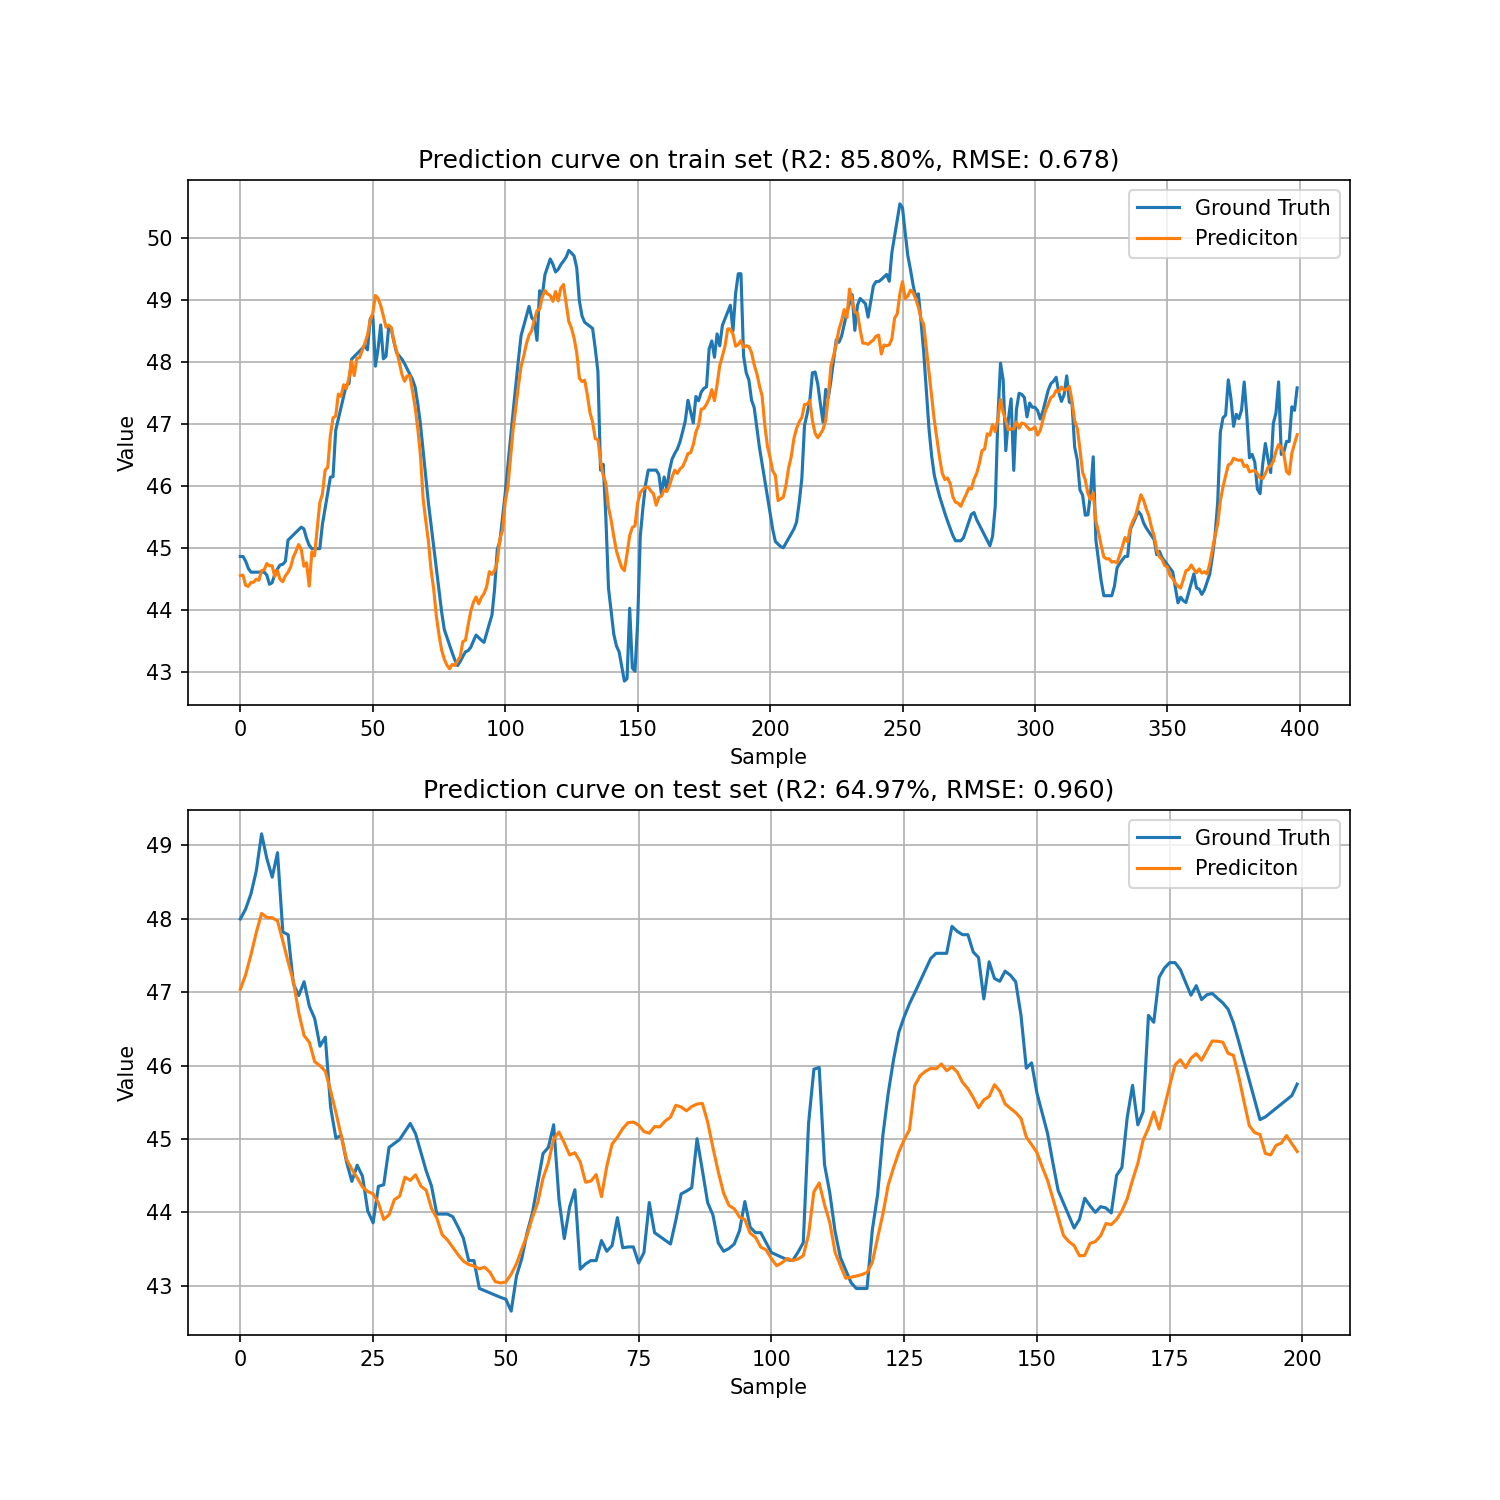 Prediction curve on train set (R2: 85.80%, RMSE: 0.678)
Ground Truth
Prediciton
Value
50
49
48
47
46
45
44
43
0 50 100 150 200 250 300 350 400
Sample
Prediction curve on test set (R2: 64.97%, RMSE: 0.960)
Ground Truth
Prediciton
Value
49
48
47
46
45
44
43
0 25 50 75 100 125 150 175 200
Sample